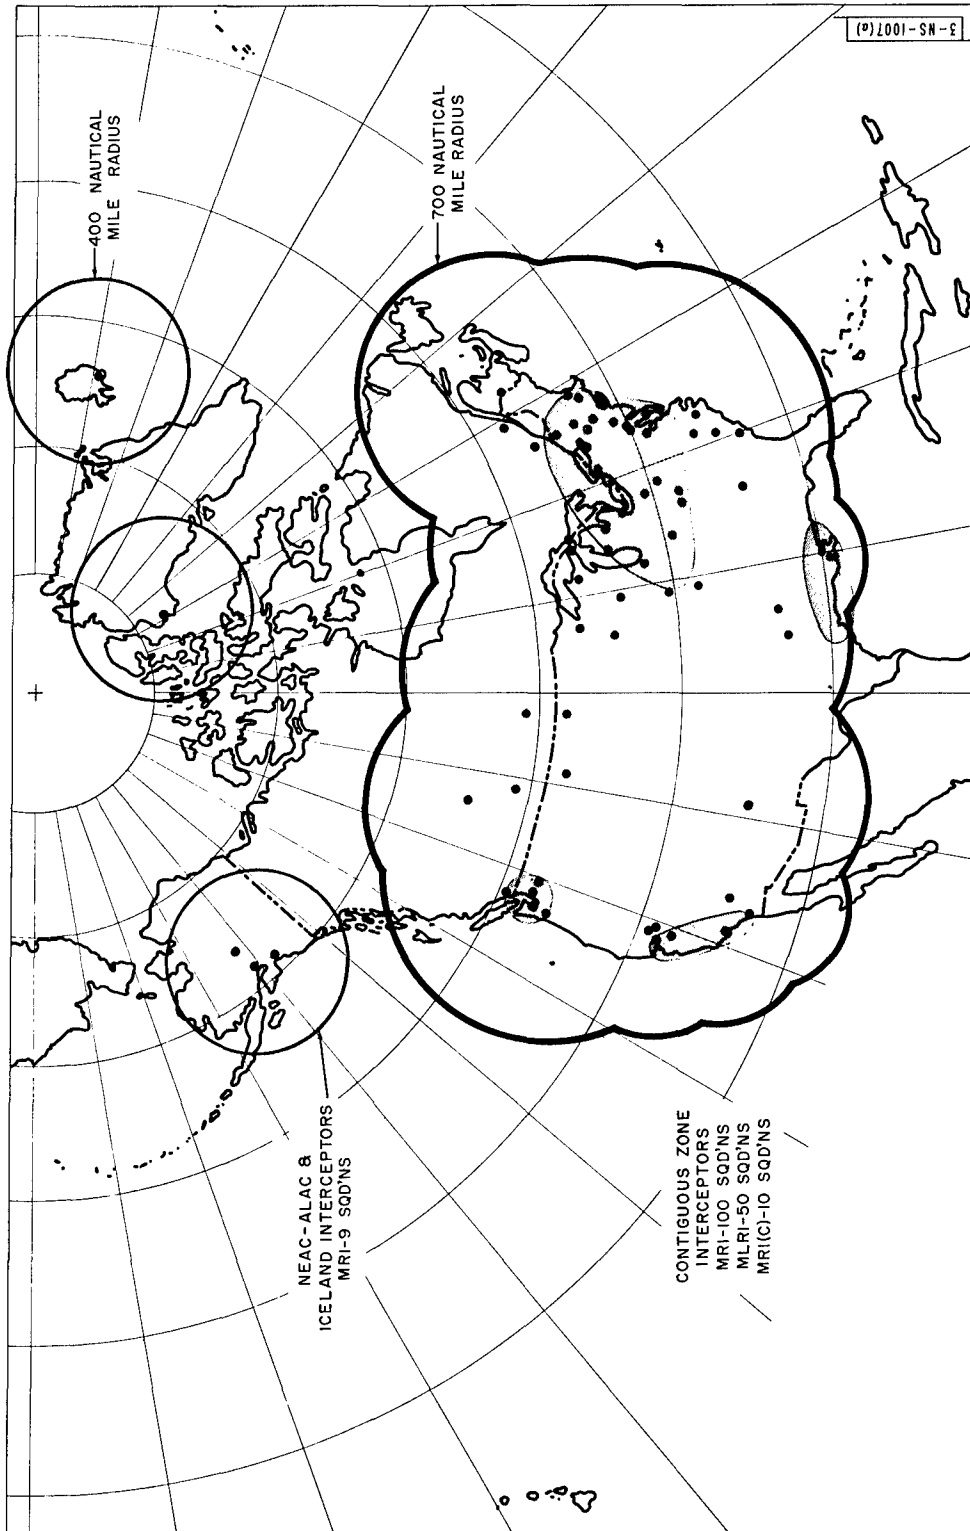 3-NS-1007(a)
400 NAUTICAL
MILE RADIUS
700 NAUTICAL
MILE RADIUS
NEAC-ALAC &
ICELAND INTERCEPTORS
MRI-9 SQD'NS
CONTIGUOUS ZONE
INTERCEPTORS
MRI-100 SQD'NS
MLRI-50 SQD'NS
MRI(C)-10 SQD'NS